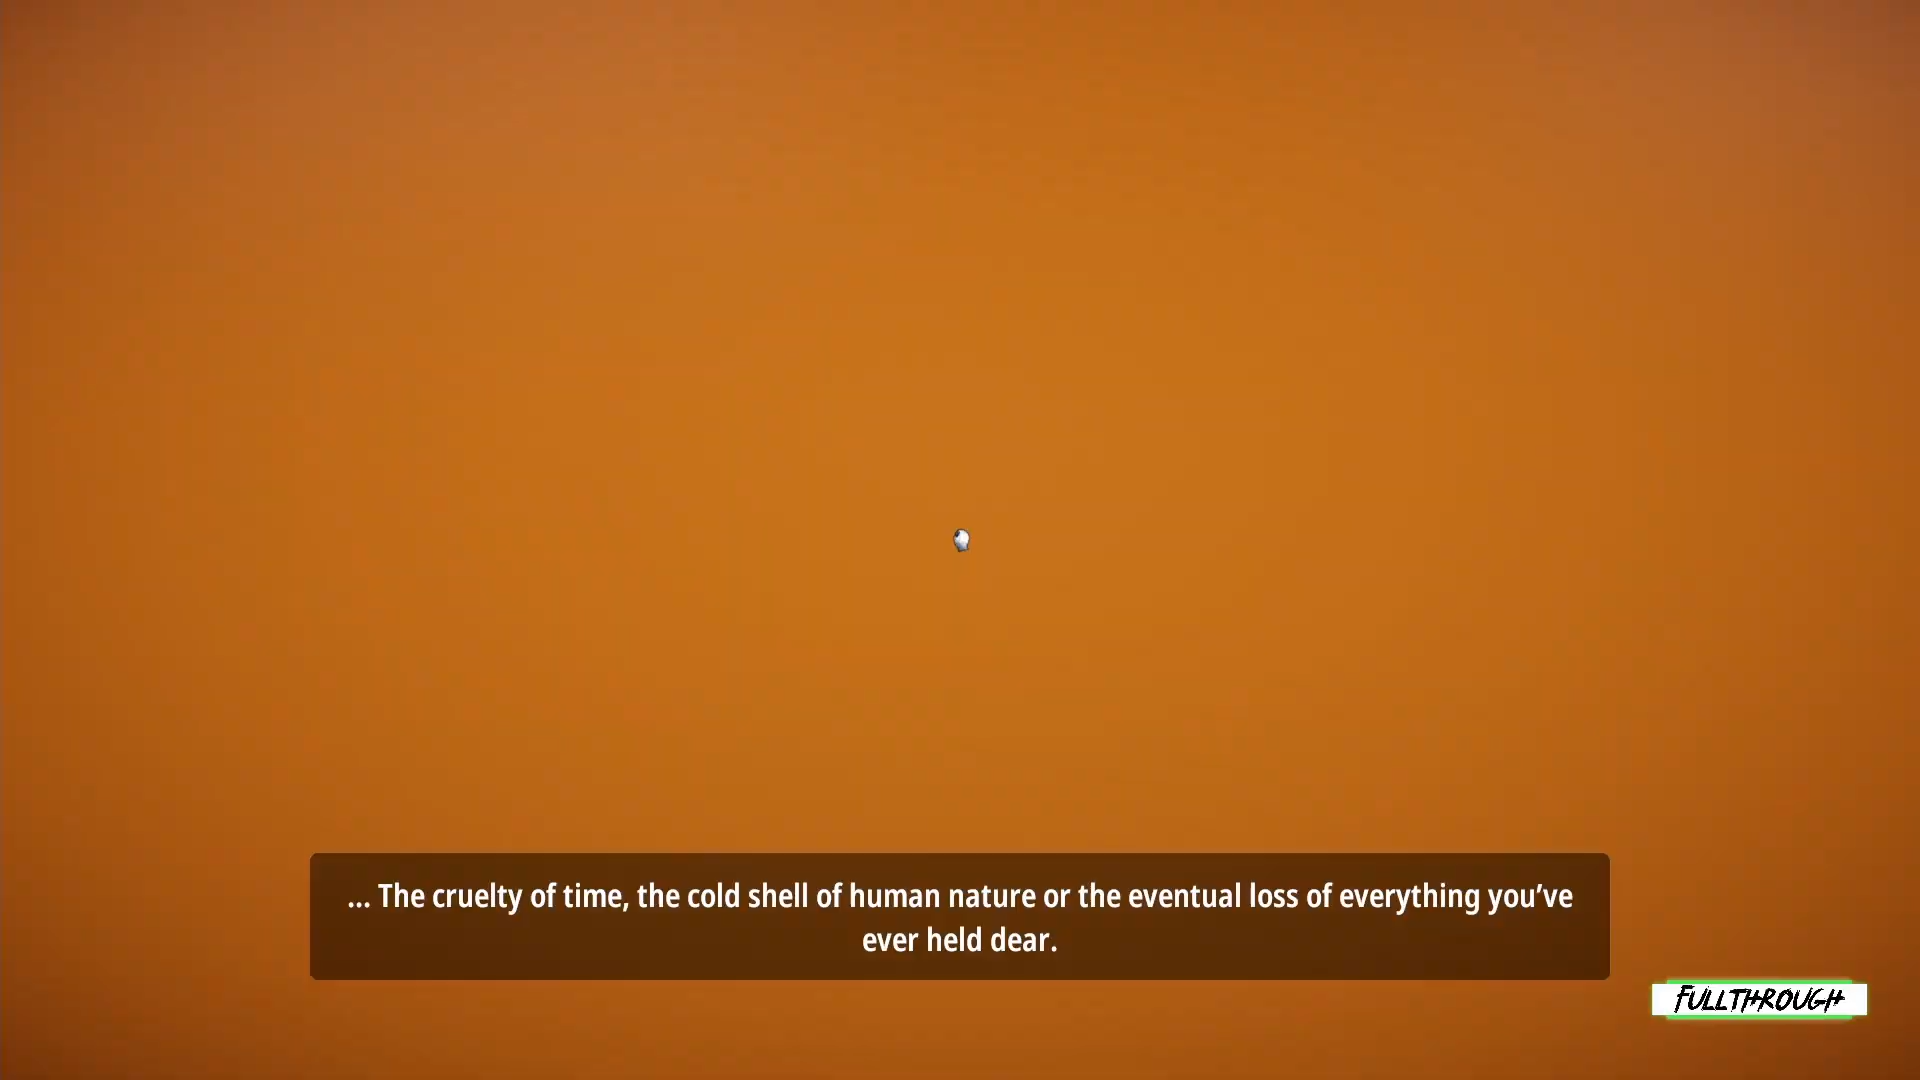 ... The cruelty of time, the cold shell of human nature or the eventual loss of everything you’ve
ever held dear.
FULLTHROUGH